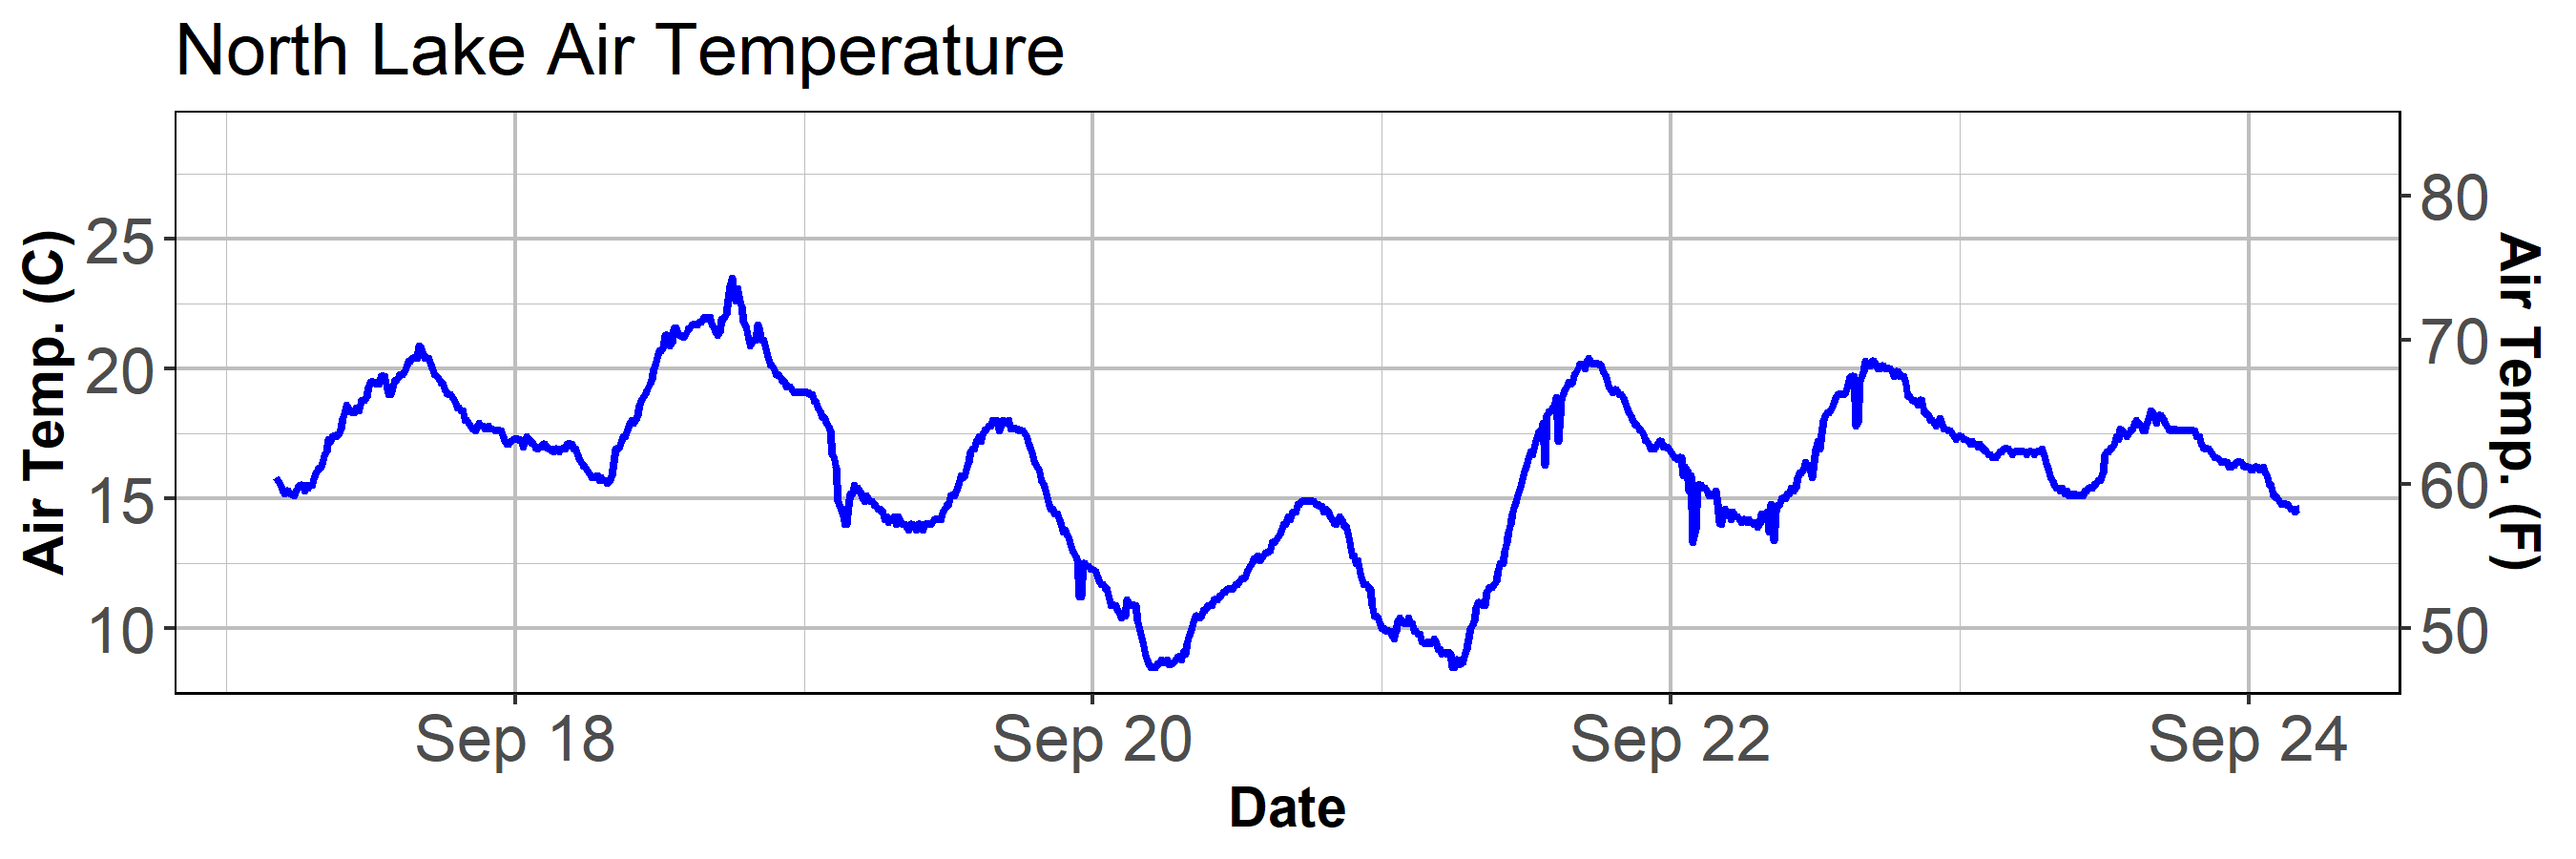 North Lake Air Temperature
Air Temp. (C)
25
20
15
10
80
70
60
50
Air Temp. (F)
Sep 18
Sep 20
Sep 22
Sep 24
Date